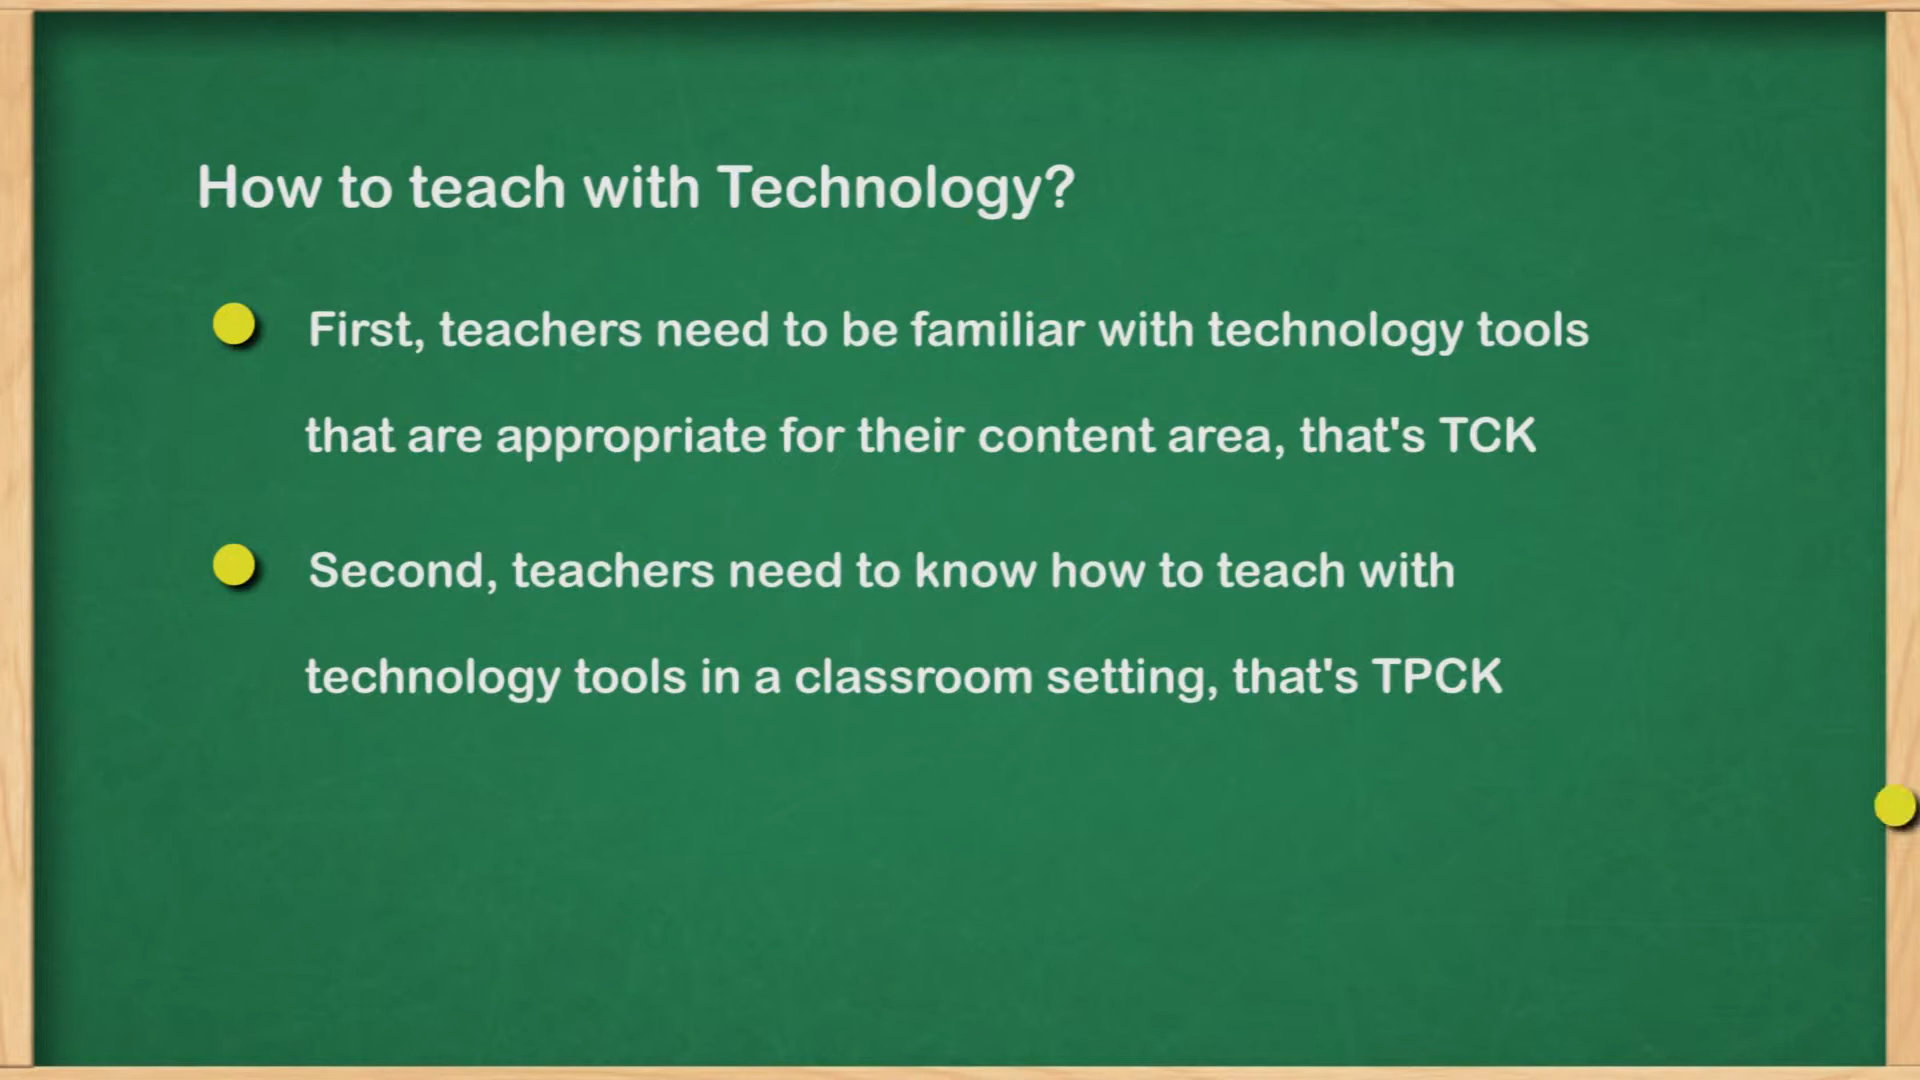 How to teach with Technology?
First, teachers need to be familiar with technology tools
that are appropriate for their content area, that's TCK
Second, teachers need to know how to teach with
technology tools in a classroom setting, that's TPCK